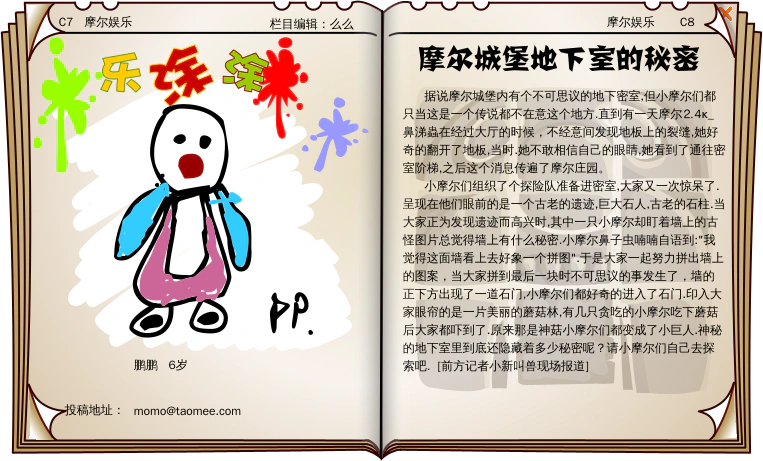 C7 摩尔娱乐
栏目编辑：么么
乐涂涂
PP.
鹏鹏 6岁
投稿地址： momo@taomee.com
摩尔娱乐 C8
摩尔城堡地下室的秘密
据说摩尔城堡内有个不可思议的地下密室,但小摩尔们都
只当这是一个传说都不在意这个地方.直到有一天摩尔2.4κ_
鼻涕蟲在经过大厅的时候，不经意间发现地板上的裂缝,她好
奇的翻开了地板,当时.她不敢相信自己的眼睛,她看到了通往密
室阶梯,之后这个消息传遍了摩尔庄园。
小摩尔们组织了个探险队准备进密室,大家又一次惊呆了.
呈现在他们眼前的是一个古老的遗迹,巨大石人,古老的石柱.当
大家正为发现遗迹而高兴时,其中一只小摩尔却盯着墙上的古
怪图片总觉得墙上有什么秘密.小摩尔鼻子虫喃喃自语到:"我
觉得这面墙看上去好象一个拼图".于是大家一起努力拼出墙上
的图案，当大家拼到最后一块时不可思议的事发生了，墙的
正下方出现了一道石门,小摩尔们都好奇的进入了石门.印入大
家眼帘的是一片美丽的蘑菇林,有几只贪吃的小摩尔吃下蘑菇
后大家都吓到了.原来那是神菇小摩尔们都变成了小巨人.神秘
的地下室里到底还隐藏着多少秘密呢？请小摩尔们自己去探
索吧. [前方记者小新叫兽现场报道]